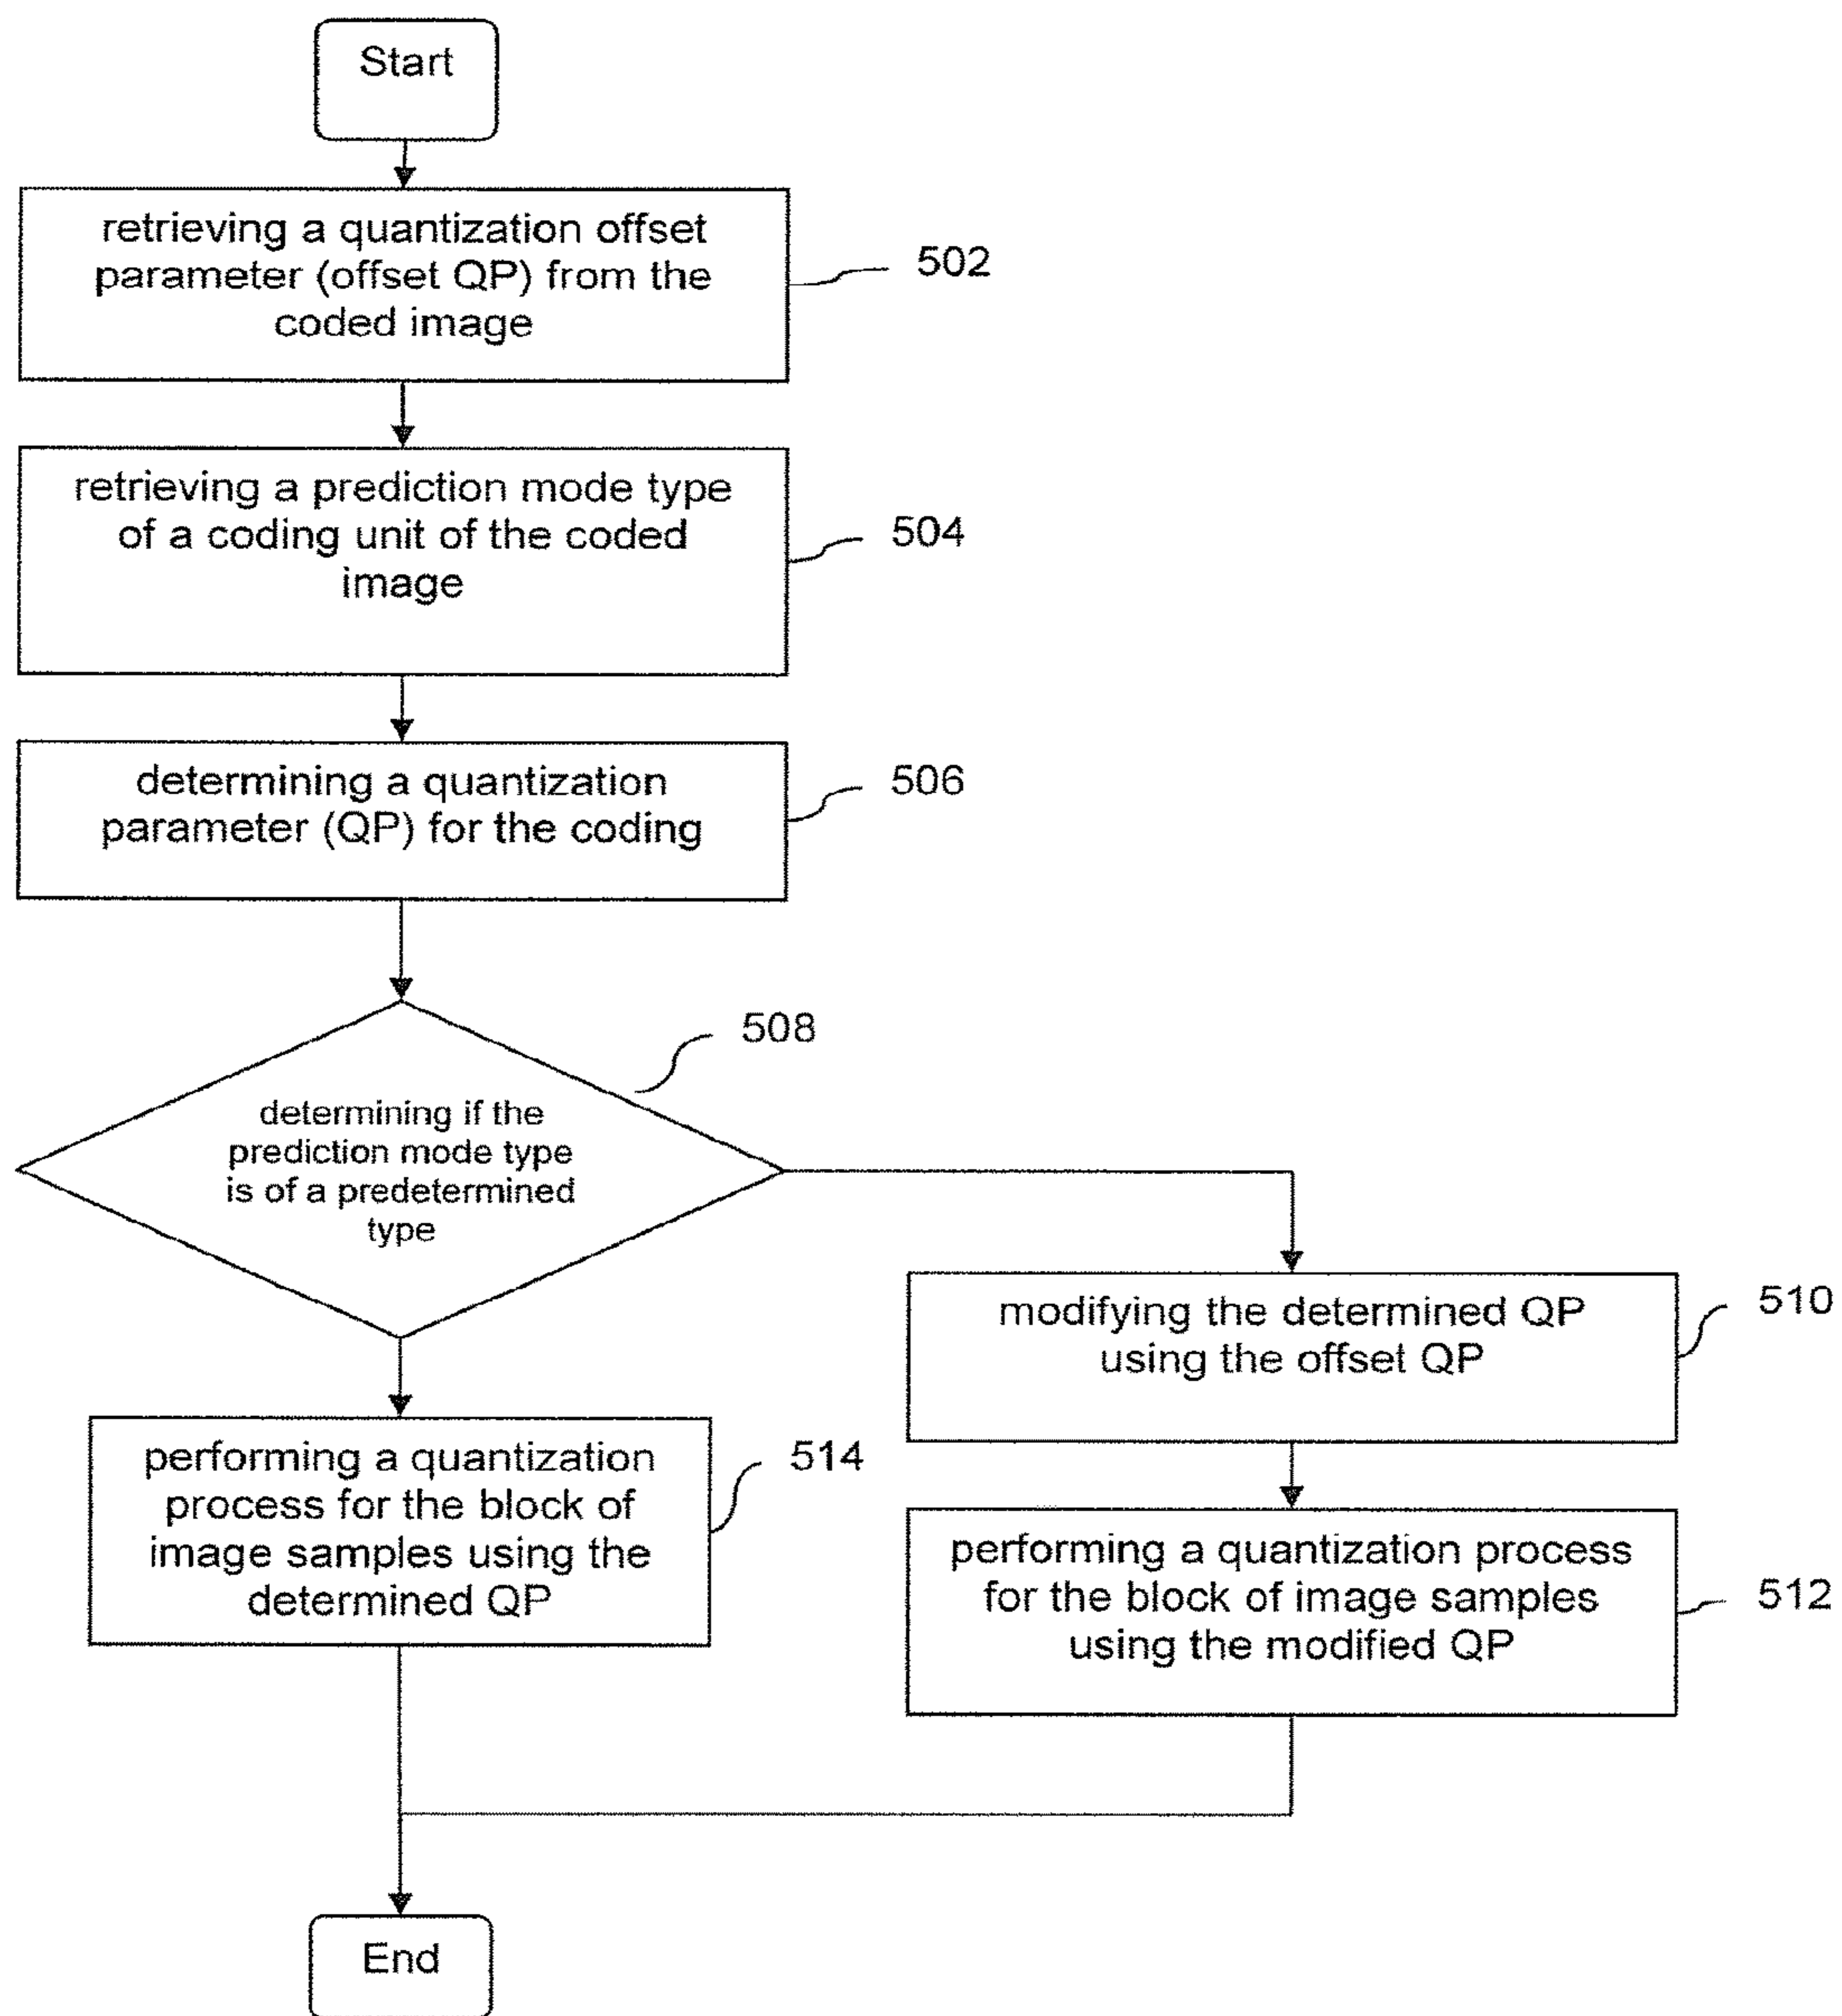 Start
retrieving a quantization offset
parameter (offset QP) from the
coded image
502
retrieving a prediction mode type
of a coding unit of the coded
image
504
determining a quantization
parameter (QP) for the coding
506
508
determining if the
prediction mode type
is of a predetermined
type
modifying the determined QP
using the offset QP
510
performing a quantization
process for the block of
image samples using the
determined QP
514
performing a quantization process
for the block of image samples
using the modified QP
512
End